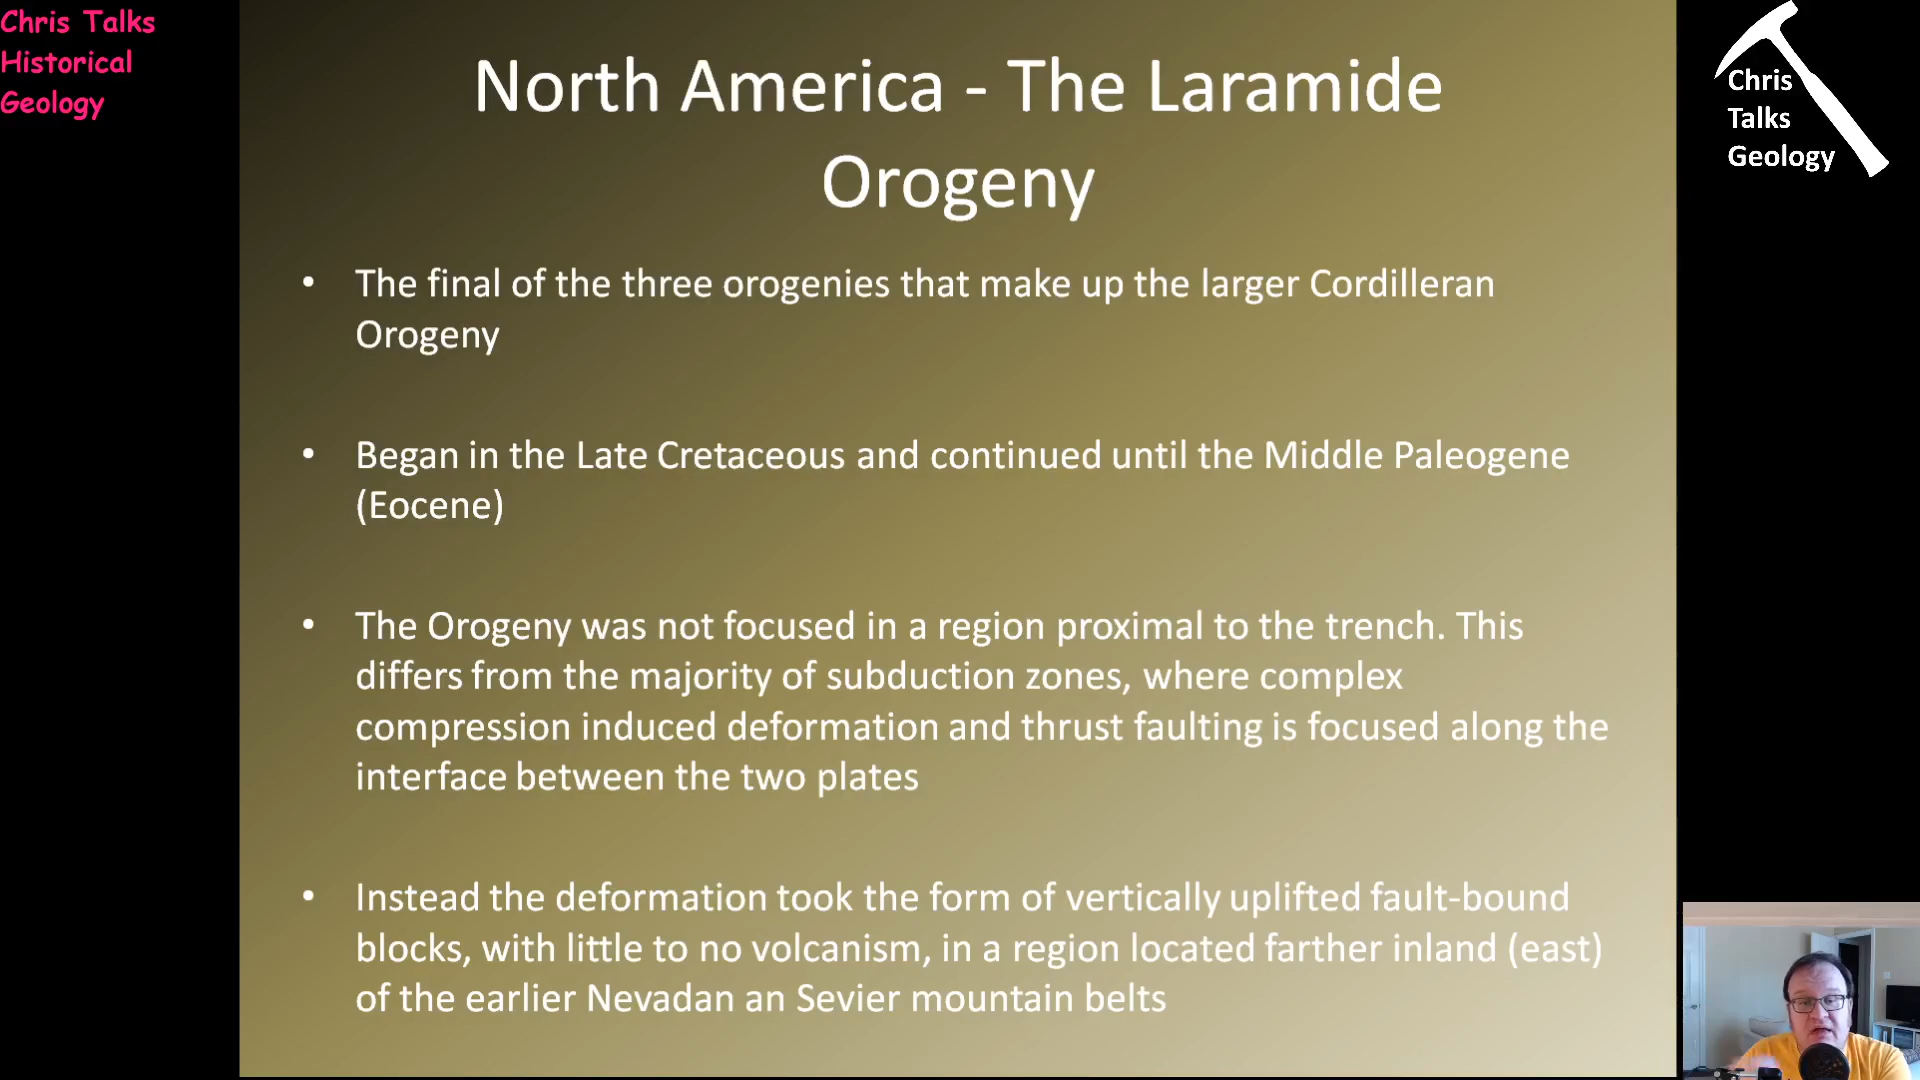 Chris Talks
Historical
Geology
North America - The Laramide
Orogeny
Chris
Talks
Geology
• The final of the three orogenies that make up the larger Cordilleran
Orogeny
• Began in the Late Cretaceous and continued until the Middle Paleogene
(Eocene)
• The Orogeny was not focused in a region proximal to the trench. This
differs from the majority of subduction zones, where complex
compression induced deformation and thrust faulting is focused along the
interface between the two plates
• Instead the deformation took the form of vertically uplifted fault-bound
blocks, with little to no volcanism, in a region located farther inland (east)
of the earlier Nevadan an Sevier mountain belts